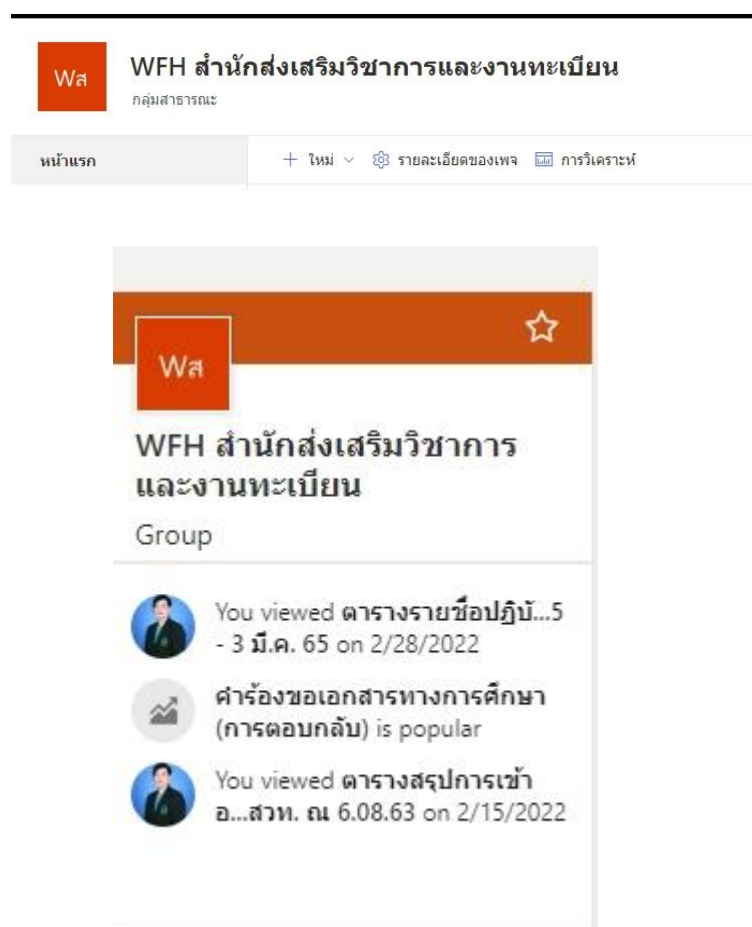 Wส
WFH สำนักส่งเสริมวิชาการและงานทะเบียน
กลุ่มสาธารณะ
หน้าแรก
+ ใหม่ รายละเอียดของเพจ การวิเคราะห์
Wส
WFH สำนักส่งเสริมวิชาการ
และงานทะเบียน
Group
You viewed ตารางรายชื่อปฏิบั...5
- 3 มี.ค. 65 on 2/28/2022
คำร้องขอเอกสารทางการศึกษา
(การตอบกลับ) is popular
You viewed ตารางสรุปการเข้า
อ...สวท. ณ 6.08.63 on 2/15/2022